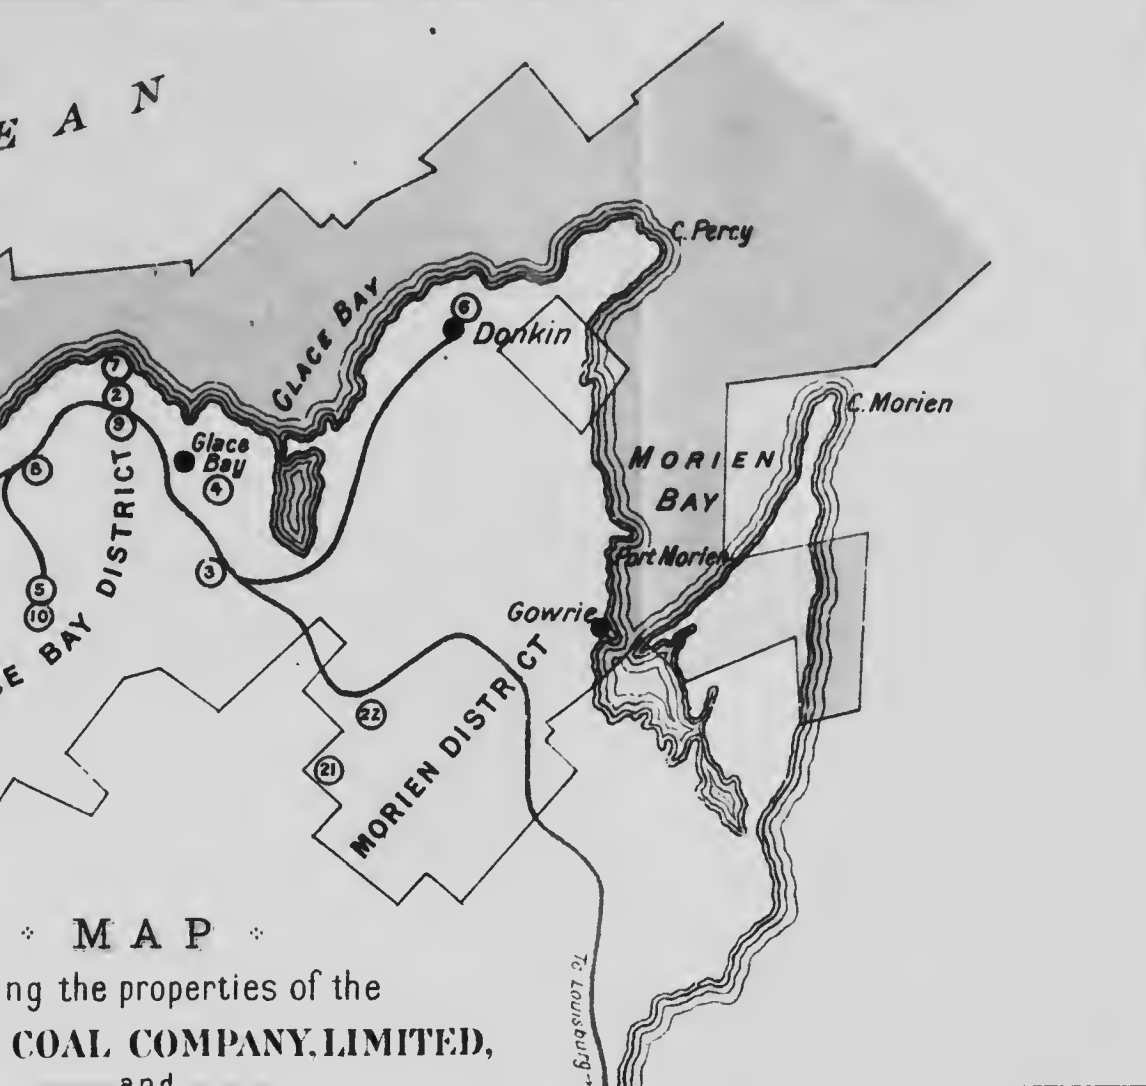 E A N
C. Percy
GLACE BAY
6
Donkin
7
2
9
C. Morien
Glace
Bay
4
8
MORIEN
BAY
DISTRICT
Port Morien
3
5
10
Gowrie
BAY
22
MORIEN DISTRICT
21
MAP
ng the properties of the
COAL COMPANY, LIMITED,
and
To Louisburg